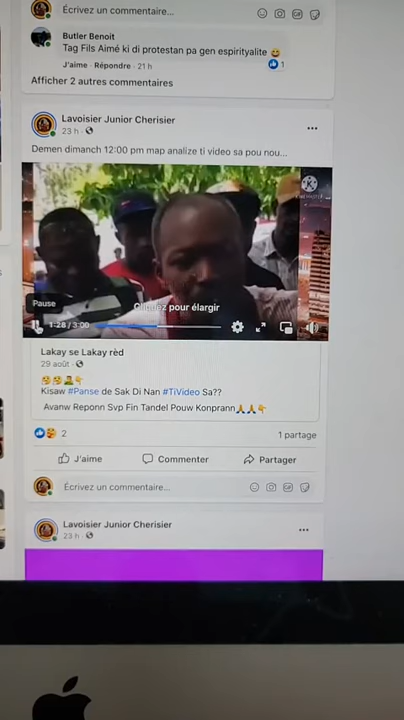 Écrivez un commentaire...
Butler Benoit
Tag Fils Aimé ki di protestan pa gen espirityalite 😄
J'aime · Répondre · 21 h
1
Afficher 2 autres commentaires
Lavoisier Junior Cherisier
23 h ·
Demen dimanch 12:00 pm map analize ti video sa pou nou...
Pause
Cliquez pour élargir
1:28 / 3:00
Lakay se Lakay rèd
29 août ·
Kisaw #Panse de Sak Di Nan #TiVideo Sa??
Avanw Reponn Svp Fin Tandel Pouw Konprann🙏🙏👇
2
1 partage
J'aime
Commenter
Partager
Écrivez un commentaire...
Lavoisier Junior Cherisier
23 h ·